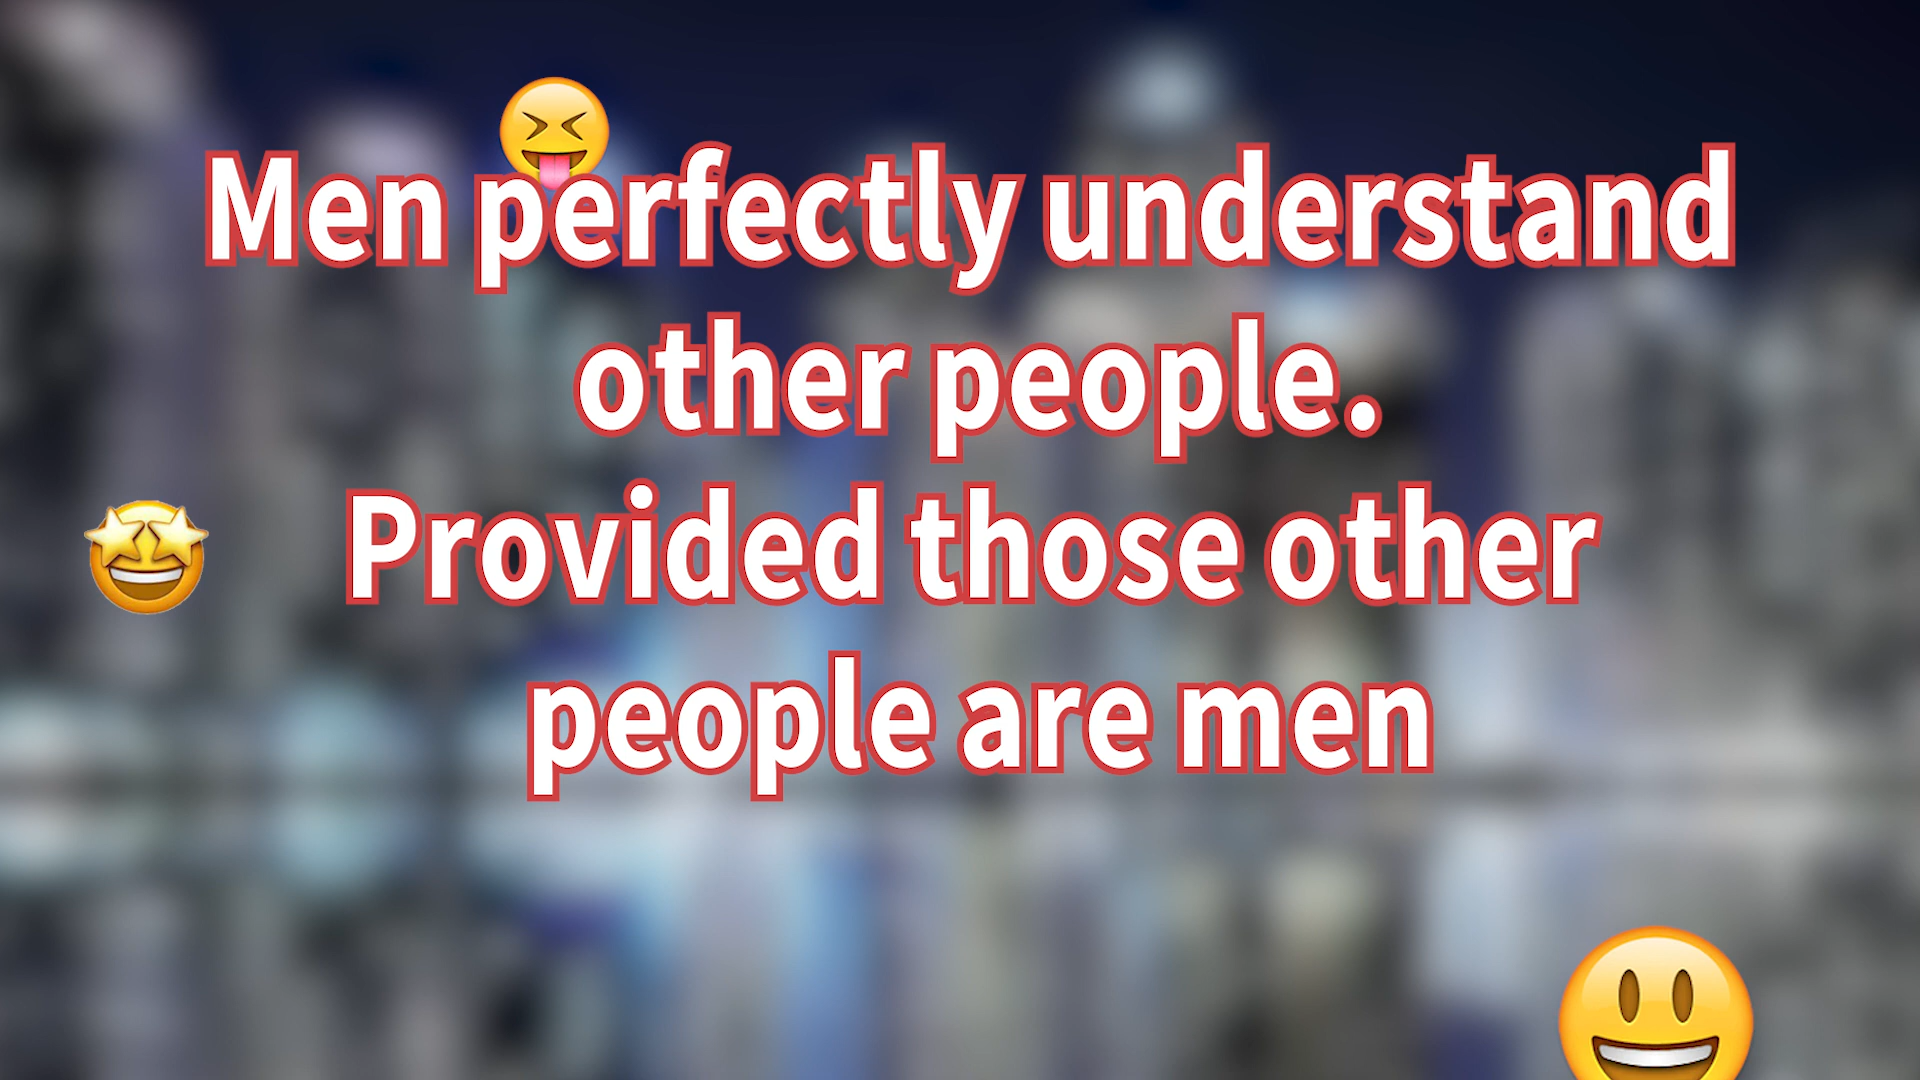 Men perfectly understand
other people.
Provided those other
people are men